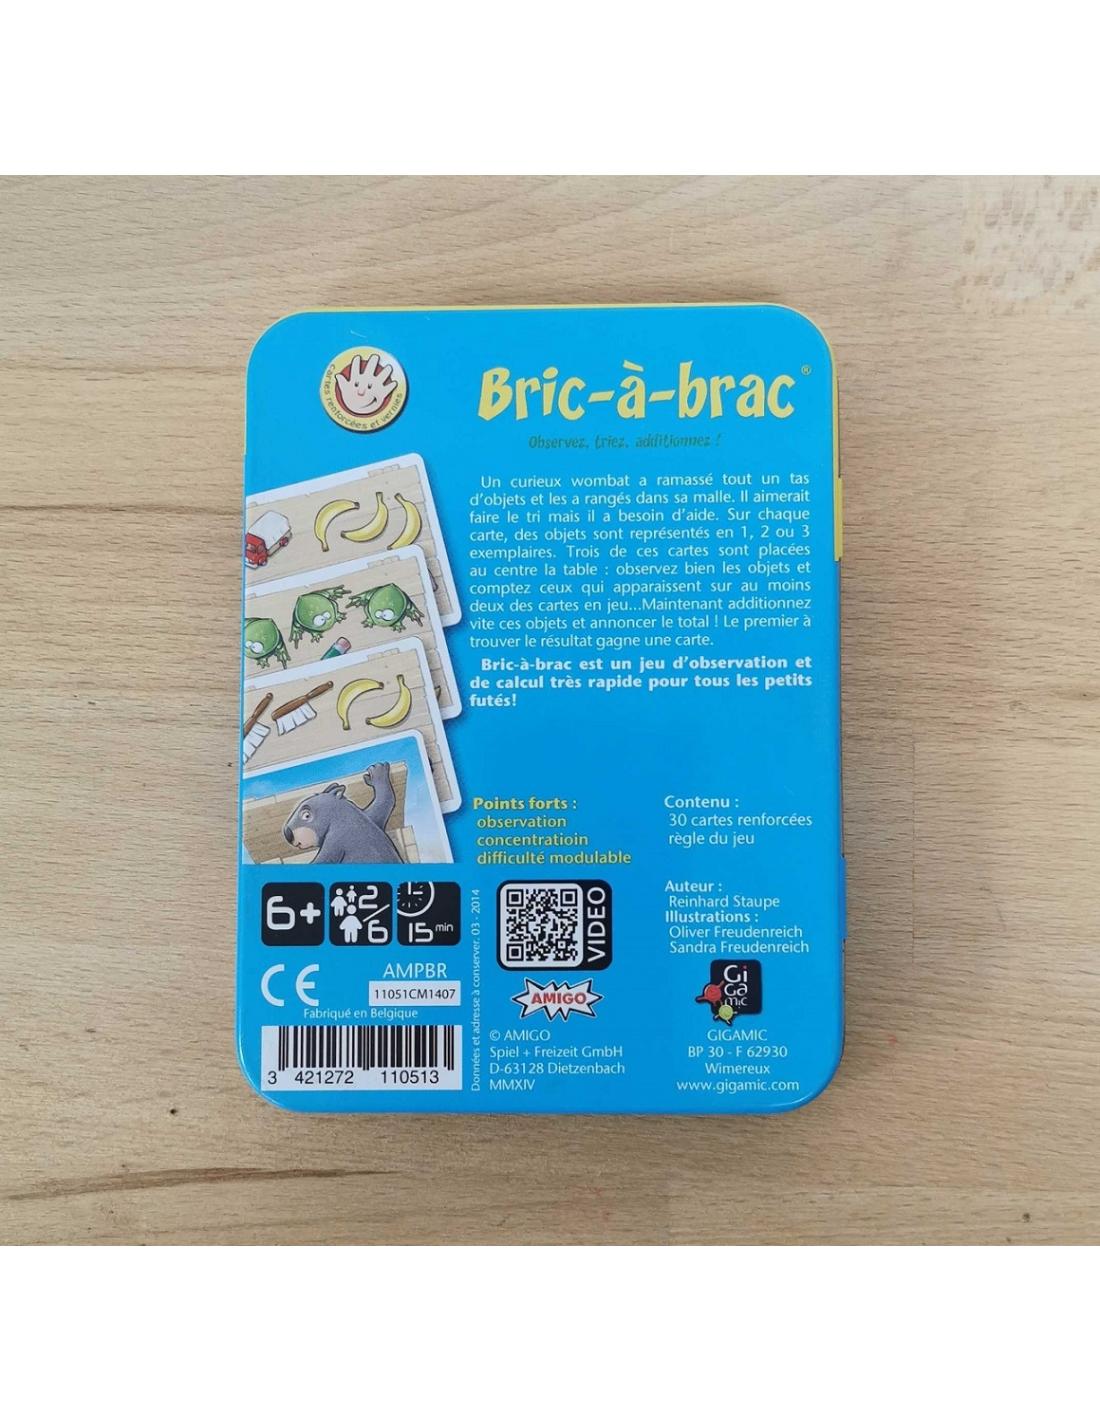 cartes renforcées et vernies
Bric-à-brac®
Observez, triez, additionnez !
Un curieux wombat a ramassé tout un tas
d'objets et les a rangés dans sa malle. Il aimerait
faire le tri mais il a besoin d'aide. Sur chaque
carte, des objets sont représentés en 1, 2 ou 3
exemplaires. Trois de ces cartes sont placées
au centre la table : observez bien les objets et
comptez ceux qui apparaissent sur au moins
deux des cartes en jeu...Maintenant additionnez
vite ces objets et annoncer le total ! Le premier à
trouver le résultat gagne une carte.
Bric-à-brac est un jeu d'observation et
de calcul très rapide pour tous les petits
futés!
Points forts :
observation
concentratioin
difficulté modulable
Contenu :
30 cartes renforcées
règle du jeu
Auteur :
Reinhard Staupe
Illustrations :
Oliver Freudenreich
Sandra Freudenreich
6+
2/6
15 min
VIDEO
Données et adresse à conserver. 03 - 2014
CE
AMPBR
11051CM1407
Fabriqué en Belgique
3 421272 110513
AMIGO
© AMIGO
Spiel + Freizeit GmbH
D-63128 Dietzenbach
MMXIV
GiGaMic
GIGAMIC
BP 30 - F 62930
Wimereux
www.gigamic.com